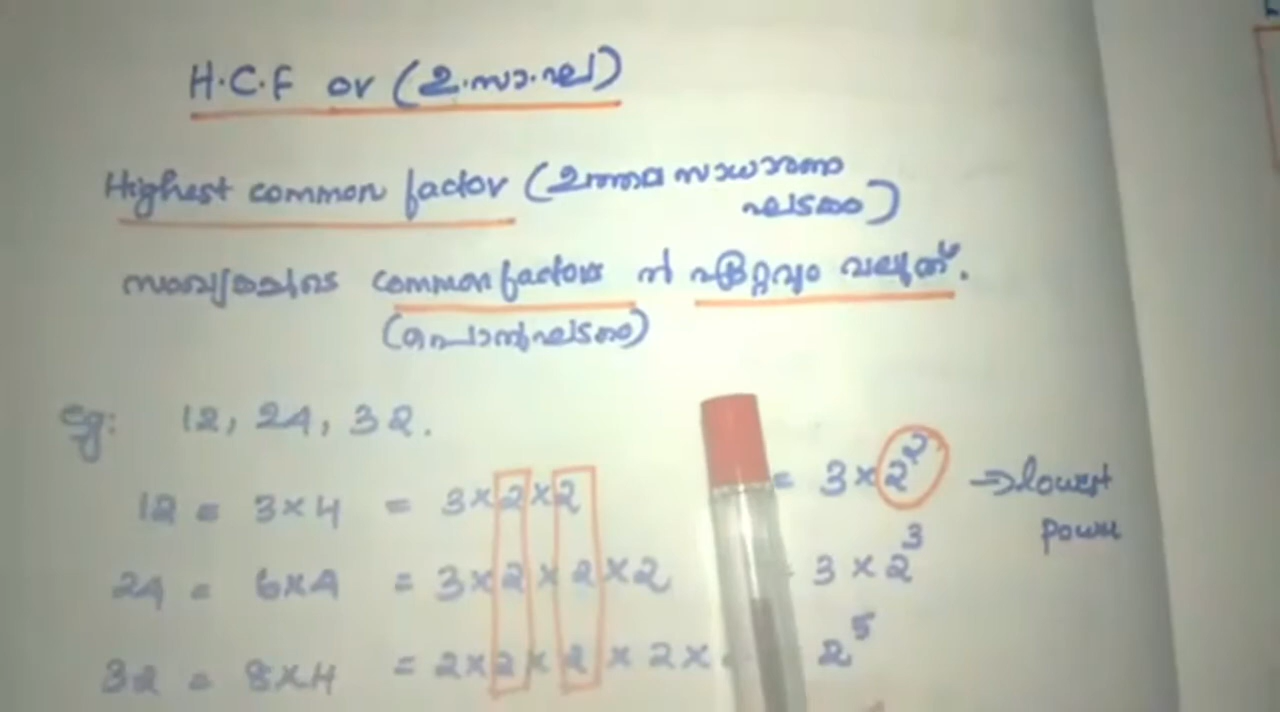 H.C.F or (ഉ.സാ.ഘ)
Highest common factor (ഉത്തമ സാധാരണ
ഘടകം)
സംഖ്യകളുടെ common factors ൽ ഏറ്റവും വലുത്.
(പൊതുഘടകം)
eg: 12, 24, 32.
12 = 3×4 = 3×2×2 = 3×2² → lowest
power
24 = 6×4 = 3×2×2×2 3×2³
32 = 8×4 = 2×2×2×2× 2⁵